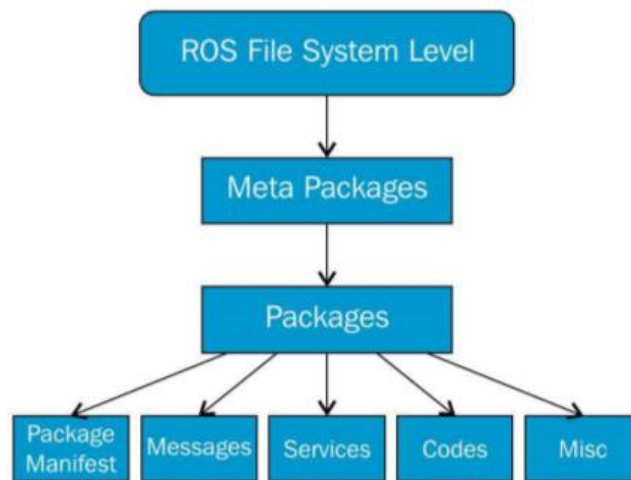 ROS File System Level
Meta Packages
Packages
Package
Manifest
Messages
Services
Codes
Misc